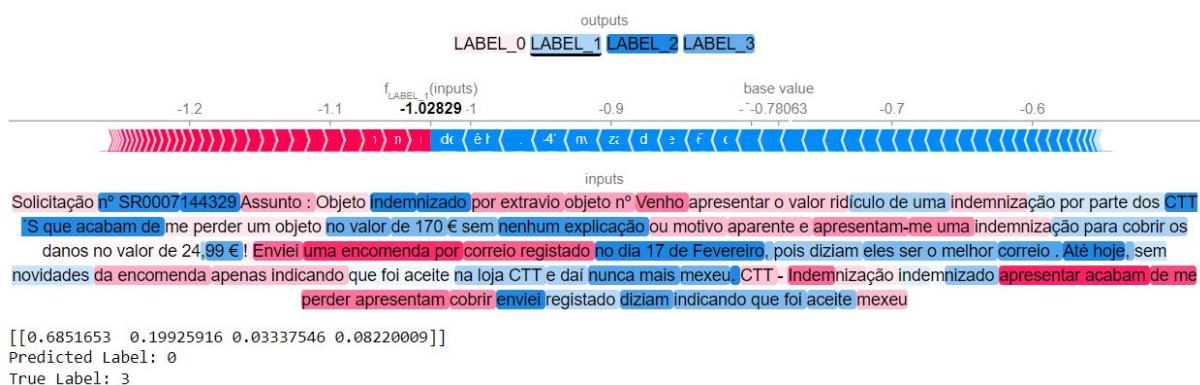 outputs
LABEL_0 LABEL_1 LABEL_2 LABEL_3
f LABEL_1 (inputs) base value
-1.2 -1.1 -1.02829 -1 -0.9 -0.78063 -0.7 -0.6
inputs
Solicitação nº SR0007144329 Assunto : Objeto indemnizado por extravio objeto nº Venho apresentar o valor ridículo de uma indemnização por parte dos CTT
´S que acabam de me perder um objeto no valor de 170 € sem nenhum explicação ou motivo aparente e apresentam-me uma indemnização para cobrir os
danos no valor de 24,99 € ! Enviei uma encomenda por correio registado no dia 17 de Fevereiro, pois diziam eles ser o melhor correio . Até hoje, sem
novidades da encomenda apenas indicando que foi aceite na loja CTT e daí nunca mais mexeu. CTT - Indemnização indemnizado apresentar acabam de me
perder apresentam cobrir enviei registado diziam indicando que foi aceite mexeu
[[0.6851653 0.19925916 0.03337546 0.08220009]]
Predicted Label: 0
True Label: 3